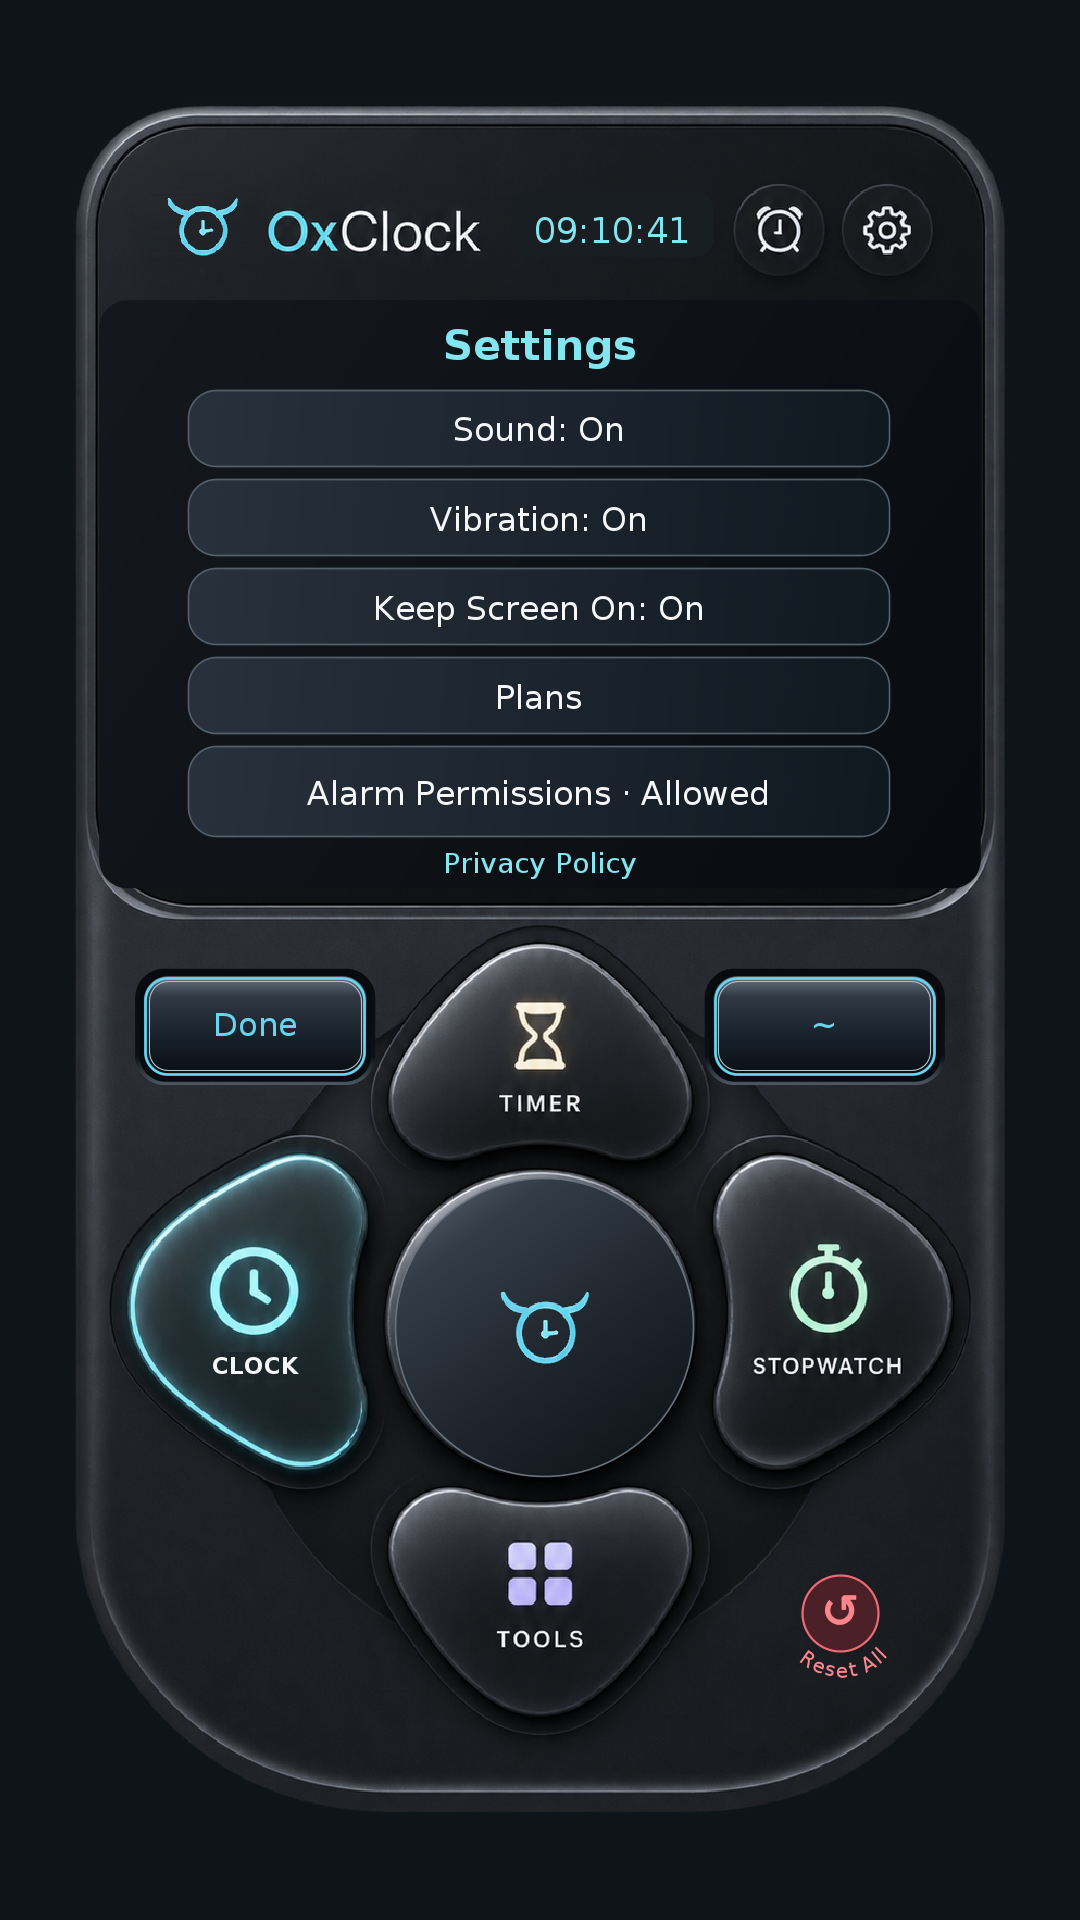 OxClock 09:10:41
Settings
Sound: On
Vibration: On
Keep Screen On: On
Plans
Alarm Permissions · Allowed
Privacy Policy
Done
~
TIMER
CLOCK
STOPWATCH
TOOLS
Reset All